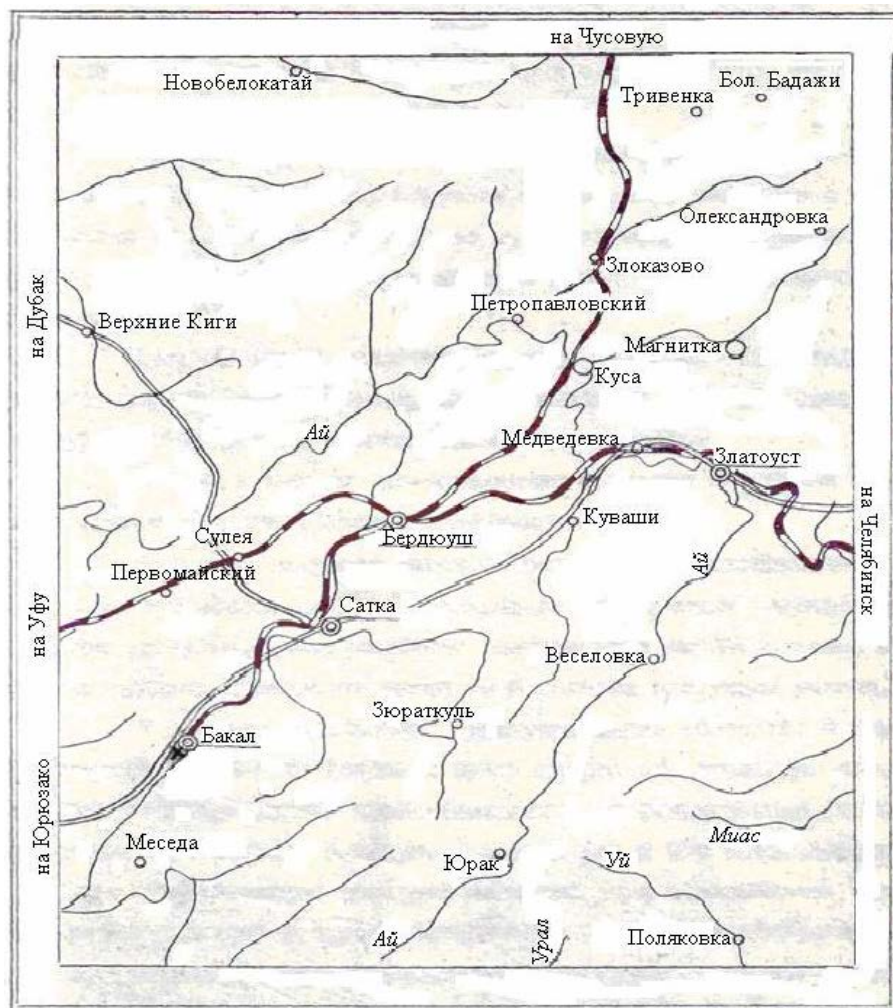 на Чусовую
Новобелокатай
Бол. Бадажи
Тривенка
Олександровка
Злоказово
Петропавловский
на Дубак
Верхние Киги
Магнитка
Куса
Ай
Медведевка
Златоуст
Сулея
Бердюуш
Куваши
Ай
на Челябинск
Первомайский
на Уфу
Сатка
Веселовка
Зюраткуль
Бакал
на Юрюзако
Миас
Меседа
Юрак
Уй
Ай
Урал
Поляковка